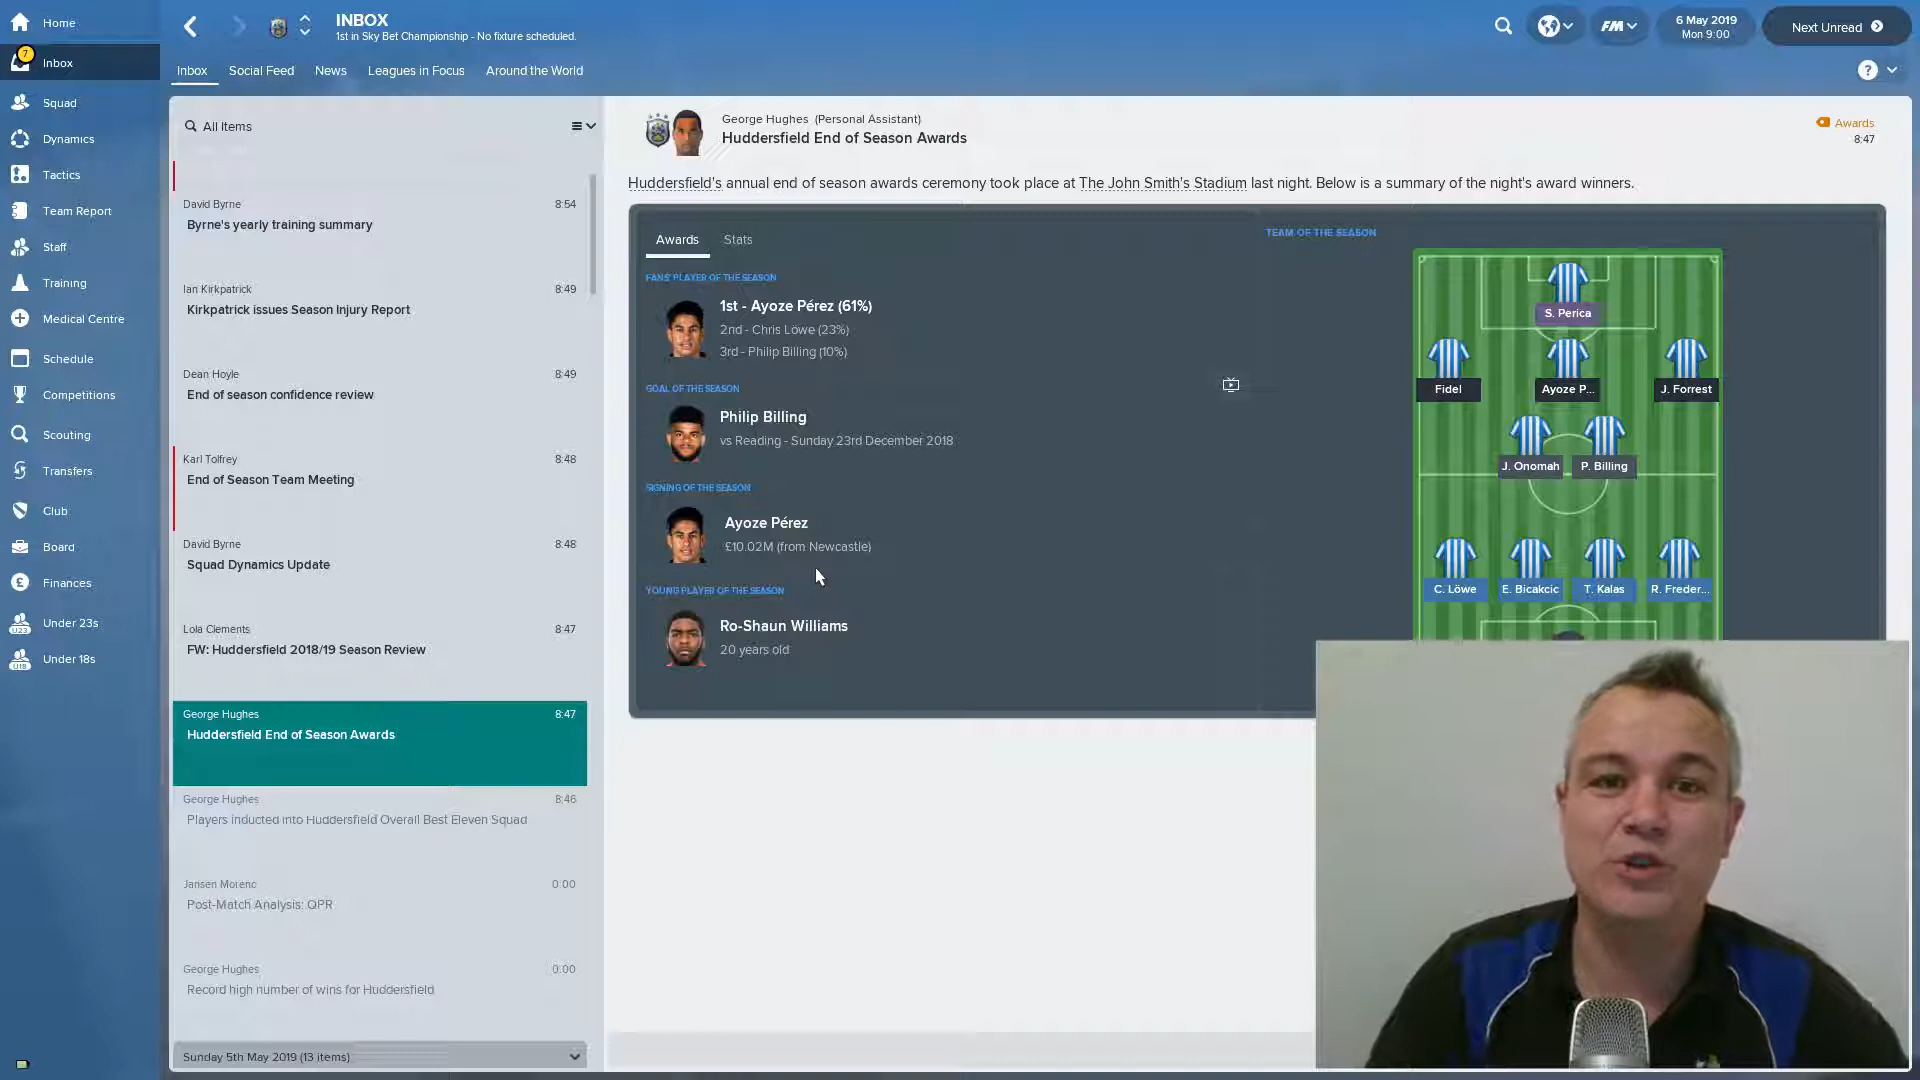 Home
7
Inbox
Squad
Dynamics
Tactics
Team Report
Staff
Training
Medical Centre
Schedule
Competitions
Scouting
Transfers
Club
Board
Finances
U23
Under 23s
U18
Under 18s
INBOX
1st in Sky Bet Championship - No fixture scheduled.
FM
6 May 2019
Mon 9:00
Next Unread
Inbox
Social Feed
News
Leagues in Focus
Around the World
?
All Items
David Byrne
8:54
Byrne's yearly training summary
Ian Kirkpatrick
8:49
Kirkpatrick issues Season Injury Report
Dean Hoyle
8:49
End of season confidence review
Karl Tolfrey
8:48
End of Season Team Meeting
David Byrne
8:48
Squad Dynamics Update
Lola Clements
8:47
FW: Huddersfield 2018/19 Season Review
George Hughes
8:47
Huddersfield End of Season Awards
George Hughes
8:46
Players inducted into Huddersfield Overall Best Eleven Squad
Jansen Moreno
0:00
Post-Match Analysis: QPR
George Hughes
0:00
Record high number of wins for Huddersfield
Sunday 5th May 2019 (13 items)
George Hughes (Personal Assistant)
Huddersfield End of Season Awards
Awards
8:47
Huddersfield's annual end of season awards ceremony took place at The John Smith's Stadium last night. Below is a summary of the night's award winners.
Awards
Stats
FANS' PLAYER OF THE SEASON
1st - Ayoze Pérez (61%)
2nd - Chris Löwe (23%)
3rd - Philip Billing (10%)
GOAL OF THE SEASON
Philip Billing
vs Reading - Sunday 23rd December 2018
SIGNING OF THE SEASON
Ayoze Pérez
£10.02M (from Newcastle)
YOUNG PLAYER OF THE SEASON
Ro-Shaun Williams
20 years old
TEAM OF THE SEASON
S. Perica
Fidel
Ayoze P...
J. Forrest
J. Onomah
P. Billing
C. Löwe
E. Bicakcic
T. Kalas
R. Freder...